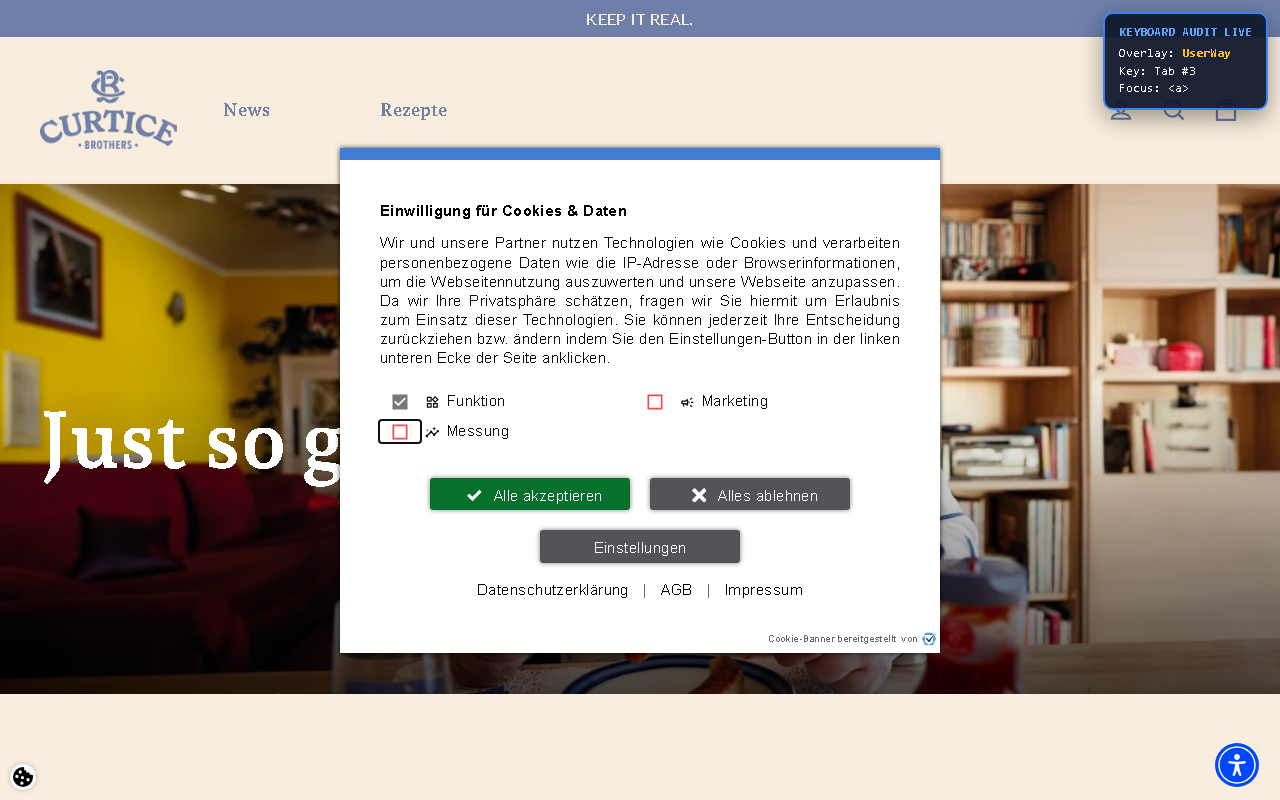 KEEP IT REAL.
KEYBOARD AUDIT LIVE
Overlay: UserWay
Key: Tab #3
Focus: <a>
CURTICE
• BROTHERS •
News
Rezepte
Einwilligung für Cookies & Daten
Wir und unsere Partner nutzen Technologien wie Cookies und verarbeiten
personenbezogene Daten wie die IP-Adresse oder Browserinformationen,
um die Webseitennutzung auszuwerten und unsere Webseite anzupassen.
Da wir Ihre Privatsphäre schätzen, fragen wir Sie hiermit um Erlaubnis
zum Einsatz dieser Technologien. Sie können jederzeit Ihre Entscheidung
zurückziehen bzw. ändern indem Sie den Einstellungen-Button in der linken
unteren Ecke der Seite anklicken.
Funktion
Marketing
Messung
Just so g
Alle akzeptieren
Alles ablehnen
Einstellungen
Datenschutzerklärung | AGB | Impressum
Cookie-Banner bereitgestellt von